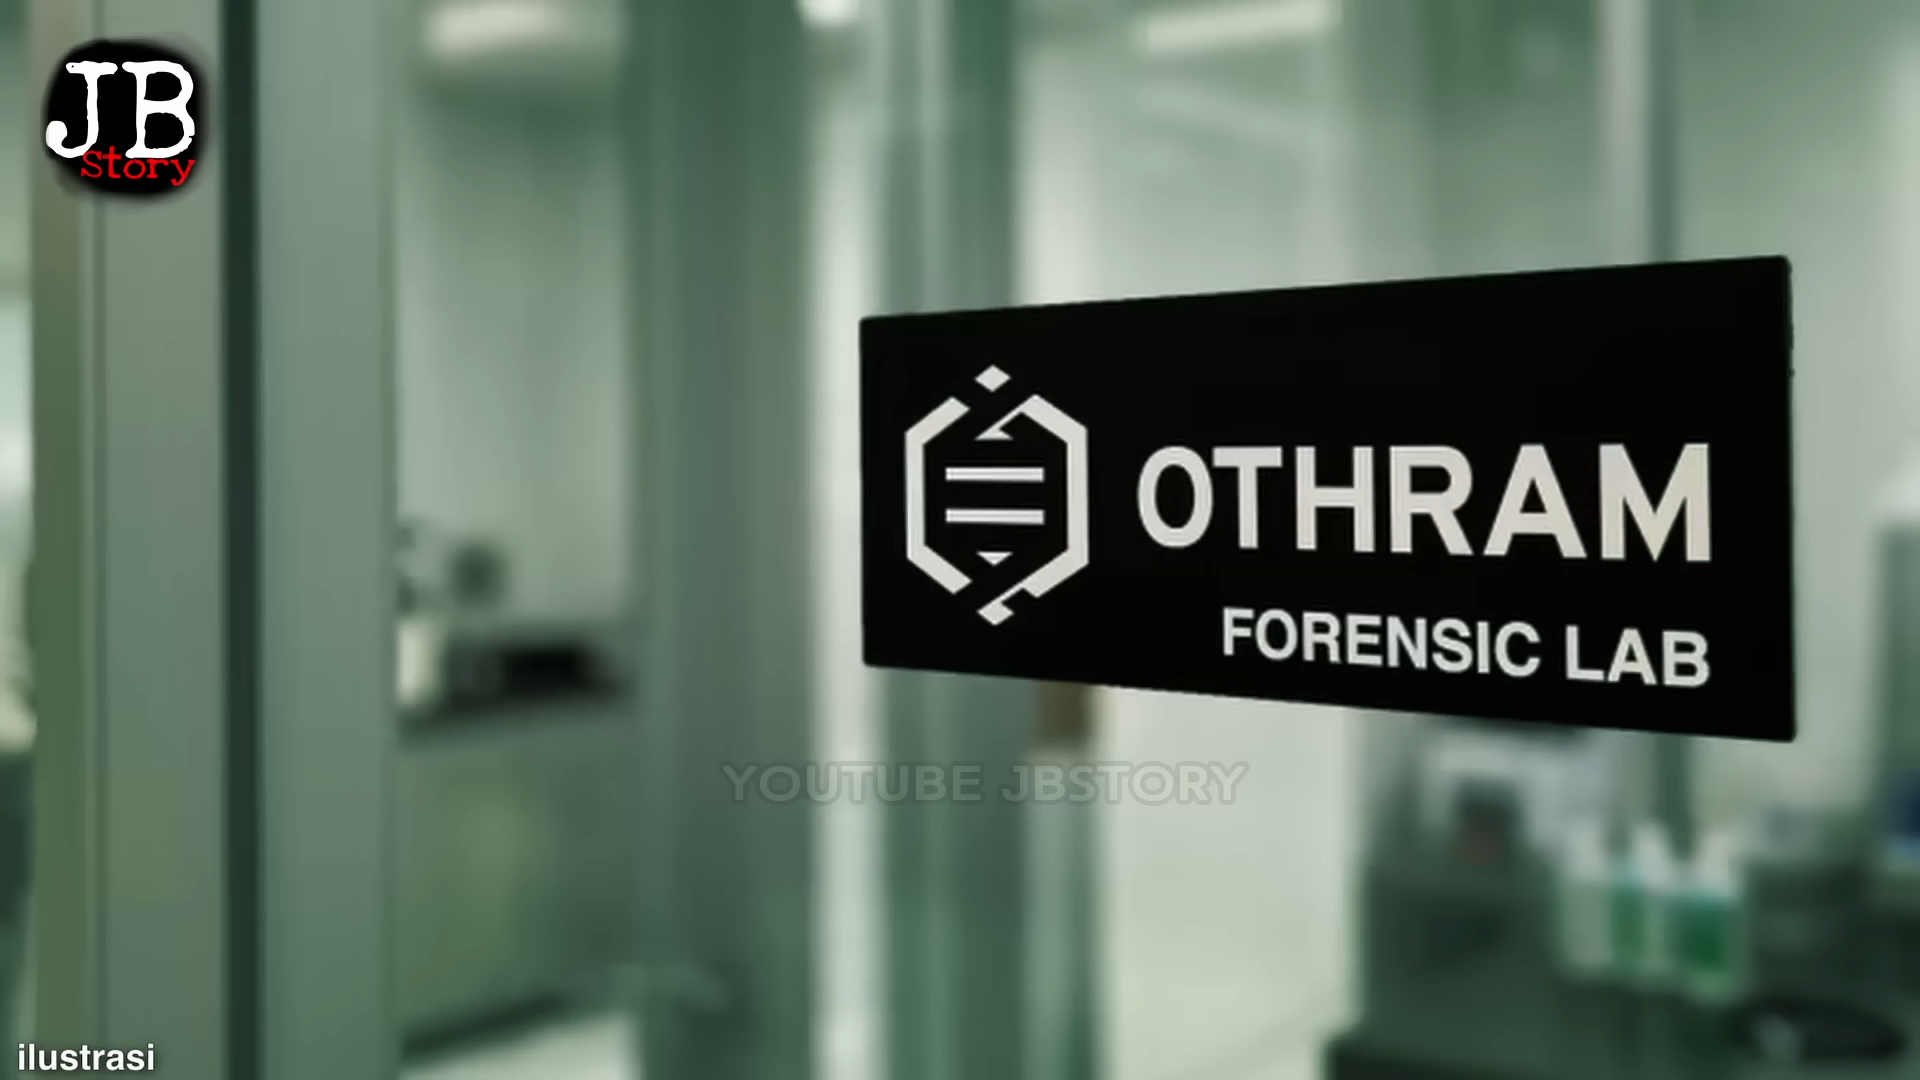 JB
Story
OTHRAM
FORENSIC LAB
YOUTUBE JBSTORY
ilustrasi